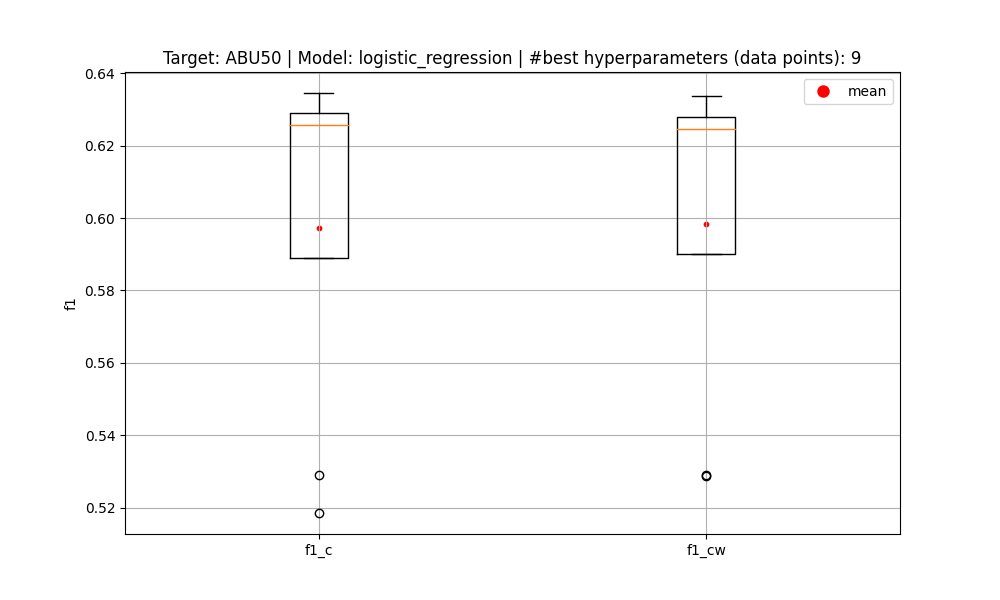 Target: ABU50 | Model: logistic_regression | #best hyperparameters (data points): 9
mean
0.64
0.62
0.60
0.58
0.56
0.54
0.52
f1
f1_c
f1_cw